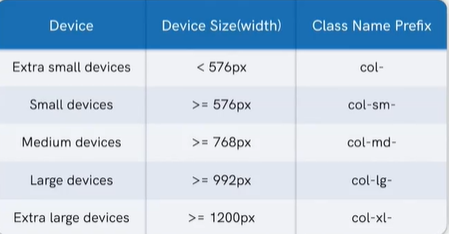 Device Device Size(width) Class Name Prefix
Extra small devices < 576px col-
Small devices >= 576px col-sm-
Medium devices >= 768px col-md-
Large devices >= 992px col-lg-
Extra large devices >= 1200px col-xl-